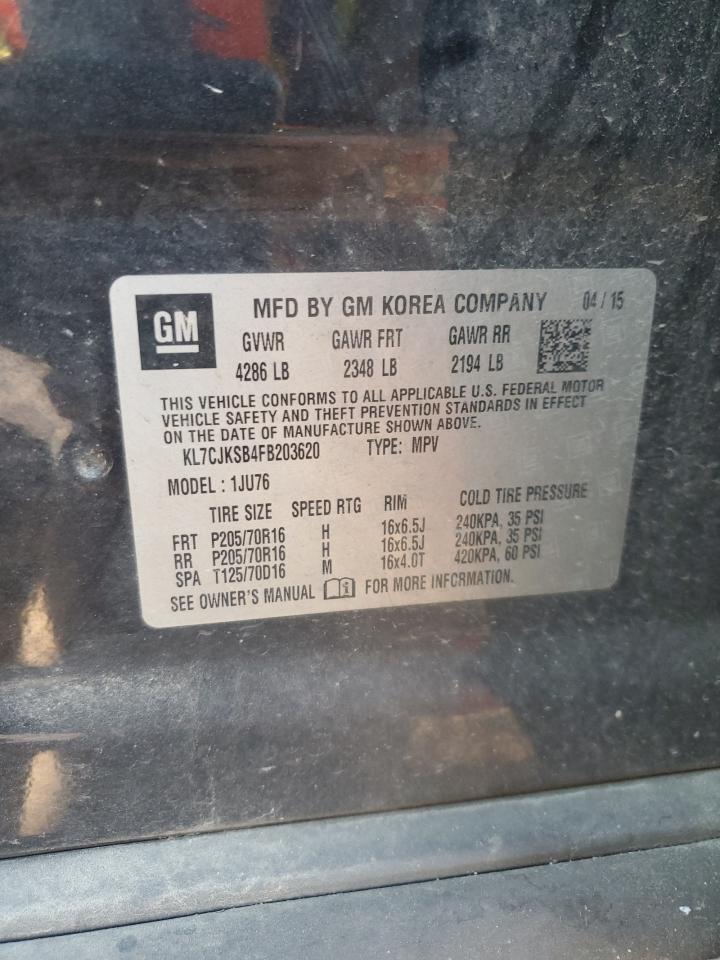 GM
MFD BY GM KOREA COMPANY 04 / 15
GVWR GAWR FRT GAWR RR
4286 LB 2348 LB 2194 LB
THIS VEHICLE CONFORMS TO ALL APPLICABLE U.S. FEDERAL MOTOR
VEHICLE SAFETY AND THEFT PREVENTION STANDARDS IN EFFECT
ON THE DATE OF MANUFACTURE SHOWN ABOVE.
KL7CJKSB4FB203620 TYPE: MPV
MODEL : 1JU76
TIRE SIZE SPEED RTG RIM COLD TIRE PRESSURE
FRT P205/70R16 H 16x6.5J 240KPA, 35 PSI
RR P205/70R16 H 16x6.5J 240KPA, 35 PSI
SPA T125/70D16 M 16x4.0T 420KPA, 60 PSI
SEE OWNER'S MANUAL FOR MORE INFORMATION.